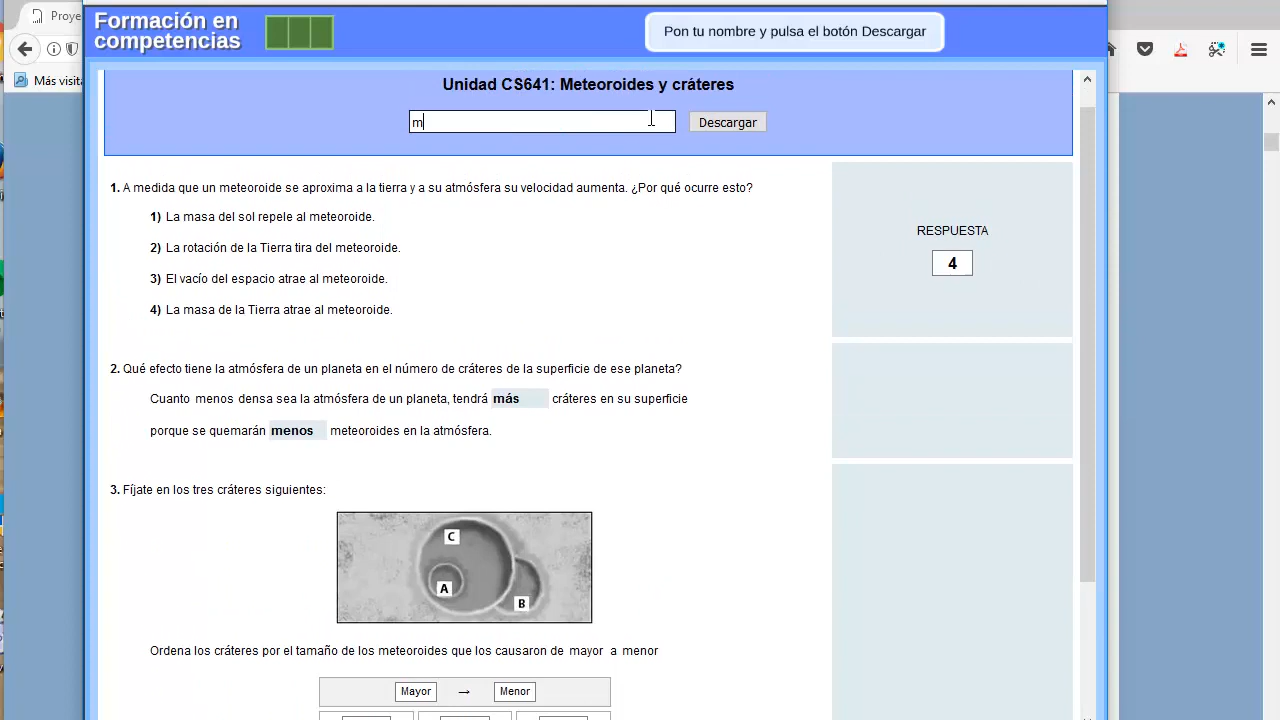 Formación en
competencias
Pon tu nombre y pulsa el botón Descargar
Proye
Más visita
Unidad CS641: Meteoroides y cráteres
m
Descargar
1. A medida que un meteoroide se aproxima a la tierra y a su atmósfera su velocidad aumenta. ¿Por qué ocurre esto?
1) La masa del sol repele al meteoroide.
RESPUESTA
2) La rotación de la Tierra tira del meteoroide.
4
3) El vacío del espacio atrae al meteoroide.
4) La masa de la Tierra atrae al meteoroide.
2. Qué efecto tiene la atmósfera de un planeta en el número de cráteres de la superficie de ese planeta?
Cuanto menos densa sea la atmósfera de un planeta, tendrá más cráteres en su superficie
porque se quemarán menos meteoroides en la atmósfera.
3. Fíjate en los tres cráteres siguientes:
C
A
B
Ordena los cráteres por el tamaño de los meteoroides que los causaron de mayor a menor
Mayor → Menor